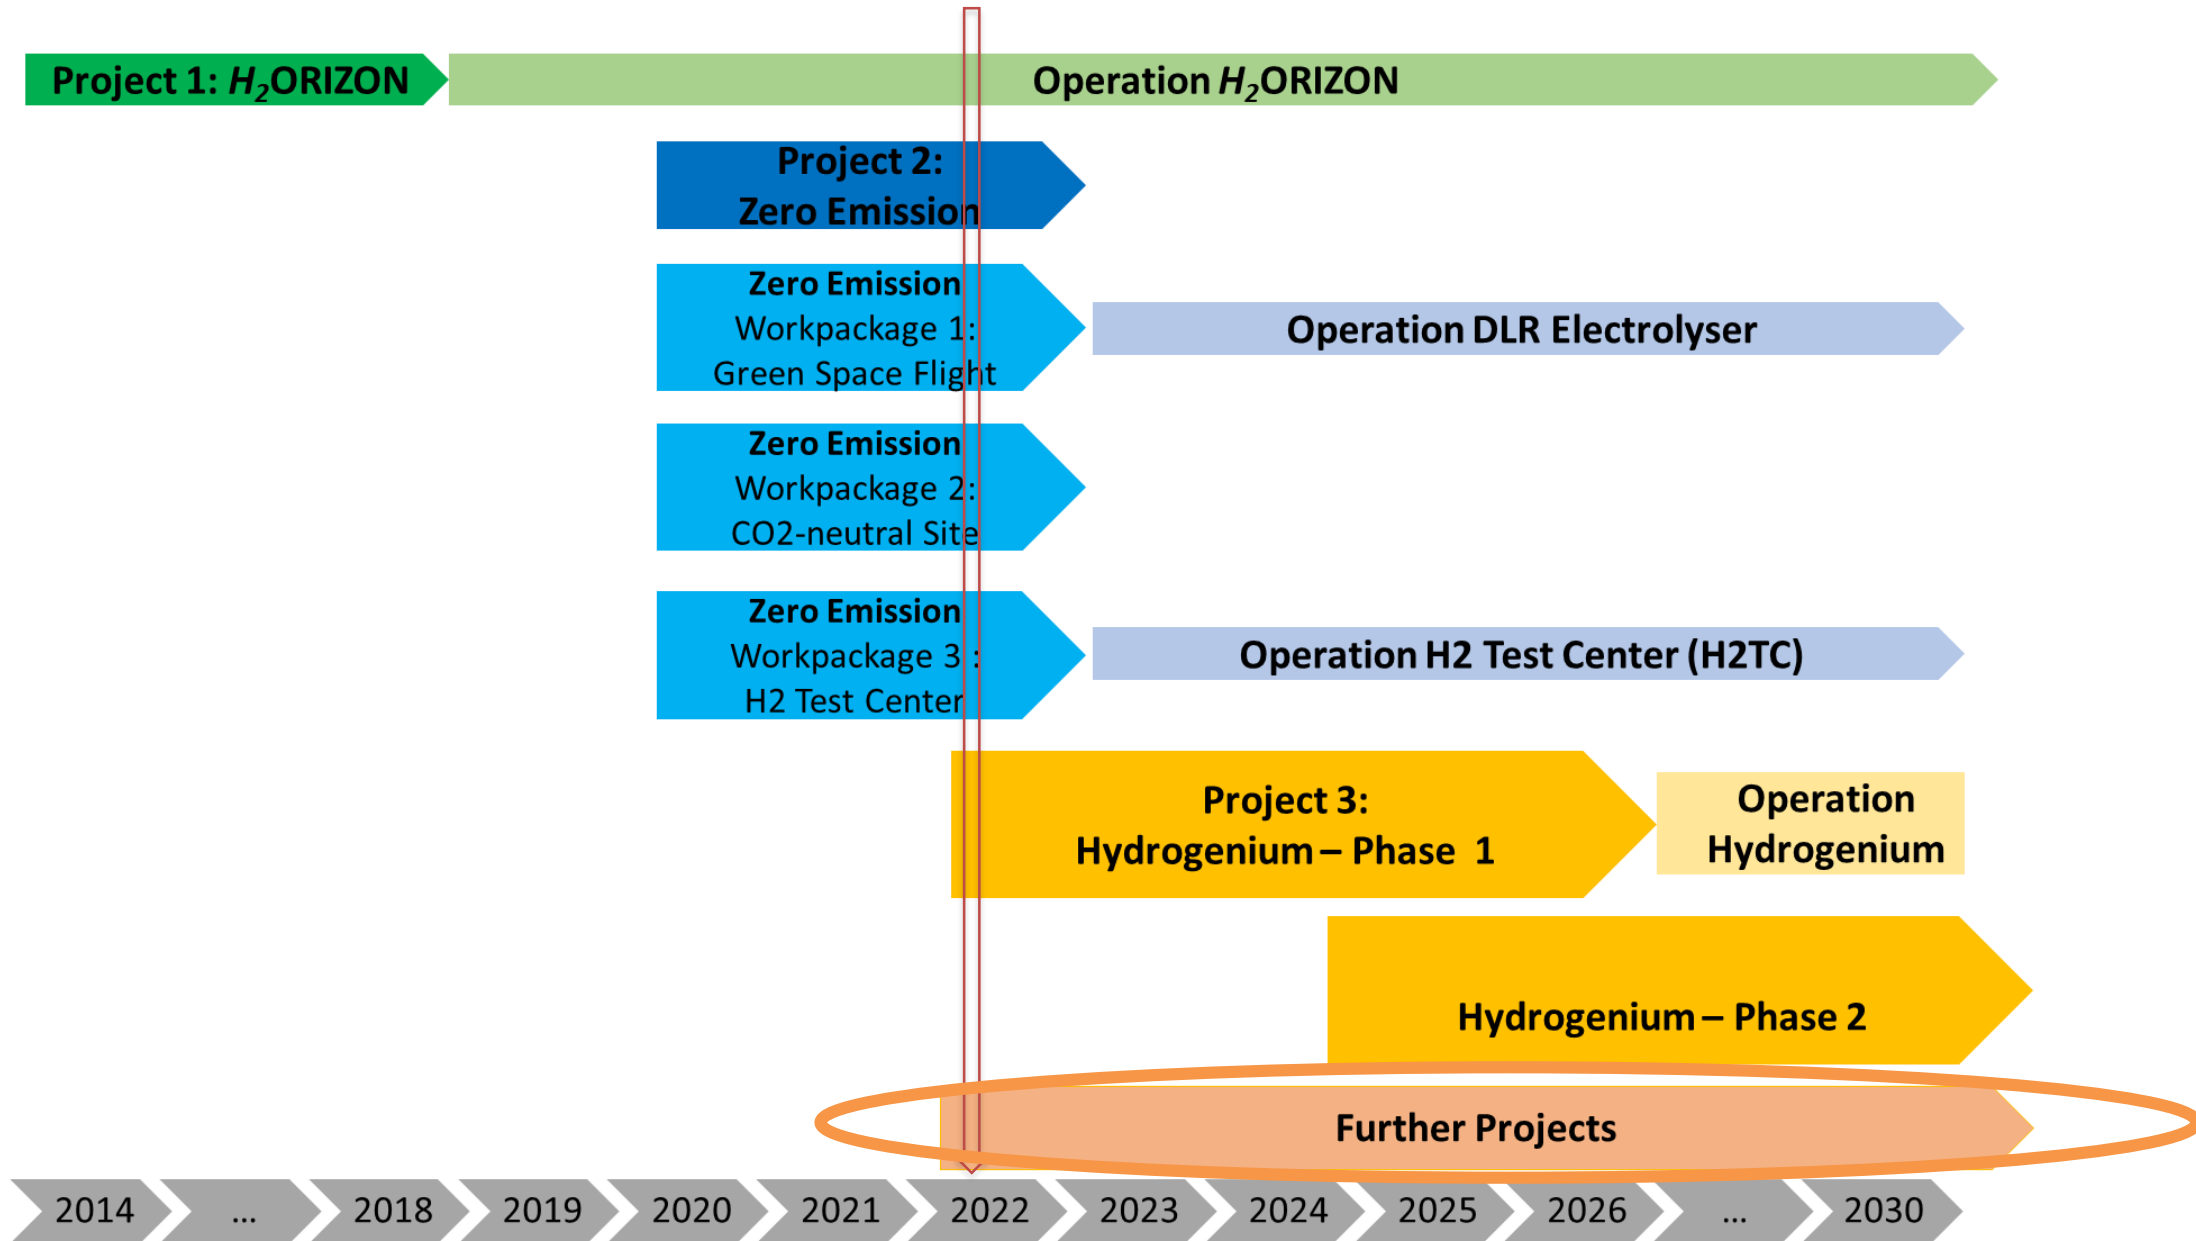 Project 1: H₂ORIZON
Operation H₂ORIZON
Project 2:
Zero Emission
Zero Emission
Workpackage 1:
Green Space Flight
Operation DLR Electrolyser
Zero Emission
Workpackage 2:
CO2-neutral Site
Zero Emission
Workpackage 3 :
H2 Test Center
Operation H2 Test Center (H2TC)
Project 3:
Hydrogenium – Phase 1
Operation
Hydrogenium
Hydrogenium – Phase 2
Further Projects
2014 ... 2018 2019 2020 2021 2022 2023 2024 2025 2026 ... 2030